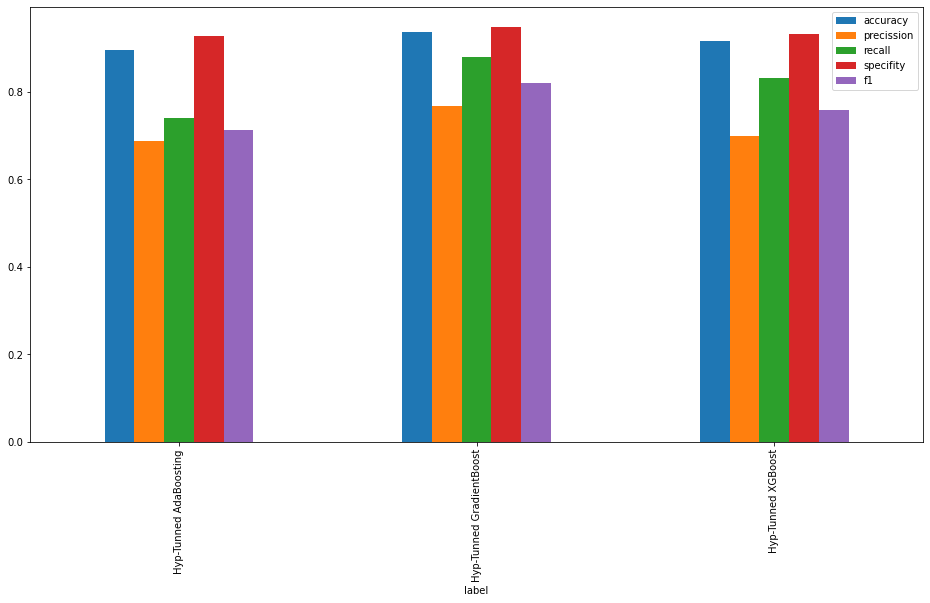 accuracy
precission
recall
specifity
f1
0.8
0.6
0.4
0.2
0.0
Hyp-Tunned AdaBoosting
Hyp-Tunned GradientBoost
Hyp-Tunned XGBoost
label